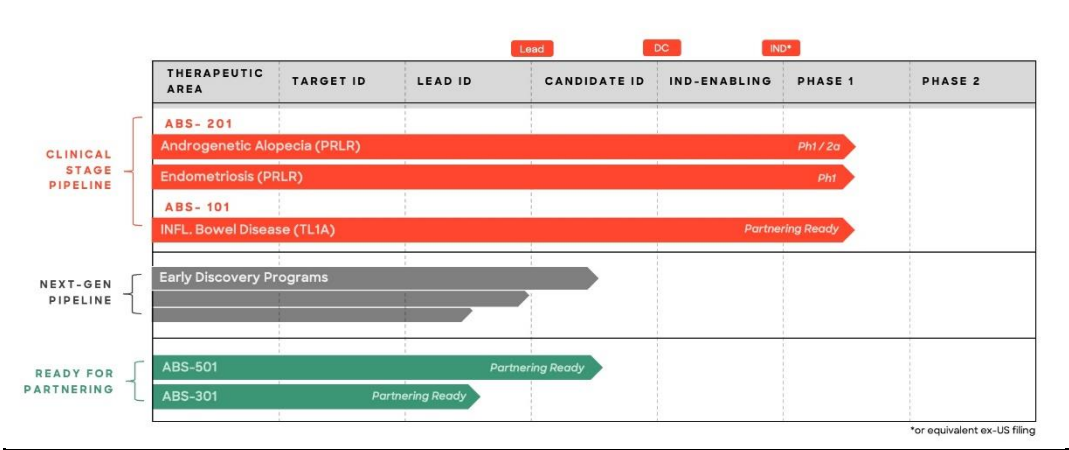 Lead
DC
IND*
THERAPEUTIC
AREA
TARGET ID
LEAD ID
CANDIDATE ID
IND-ENABLING
PHASE 1
PHASE 2
CLINICAL
STAGE
PIPELINE
ABS- 201
Androgenetic Alopecia (PRLR)
Ph1/2a
Endometriosis (PRLR)
Ph1
ABS- 101
INFL. Bowel Disease (TL1A)
Partnering Ready
NEXT-GEN
PIPELINE
Early Discovery Programs
READY FOR
PARTNERING
ABS-501
Partnering Ready
ABS-301
Partnering Ready
*or equivalent ex-US filing